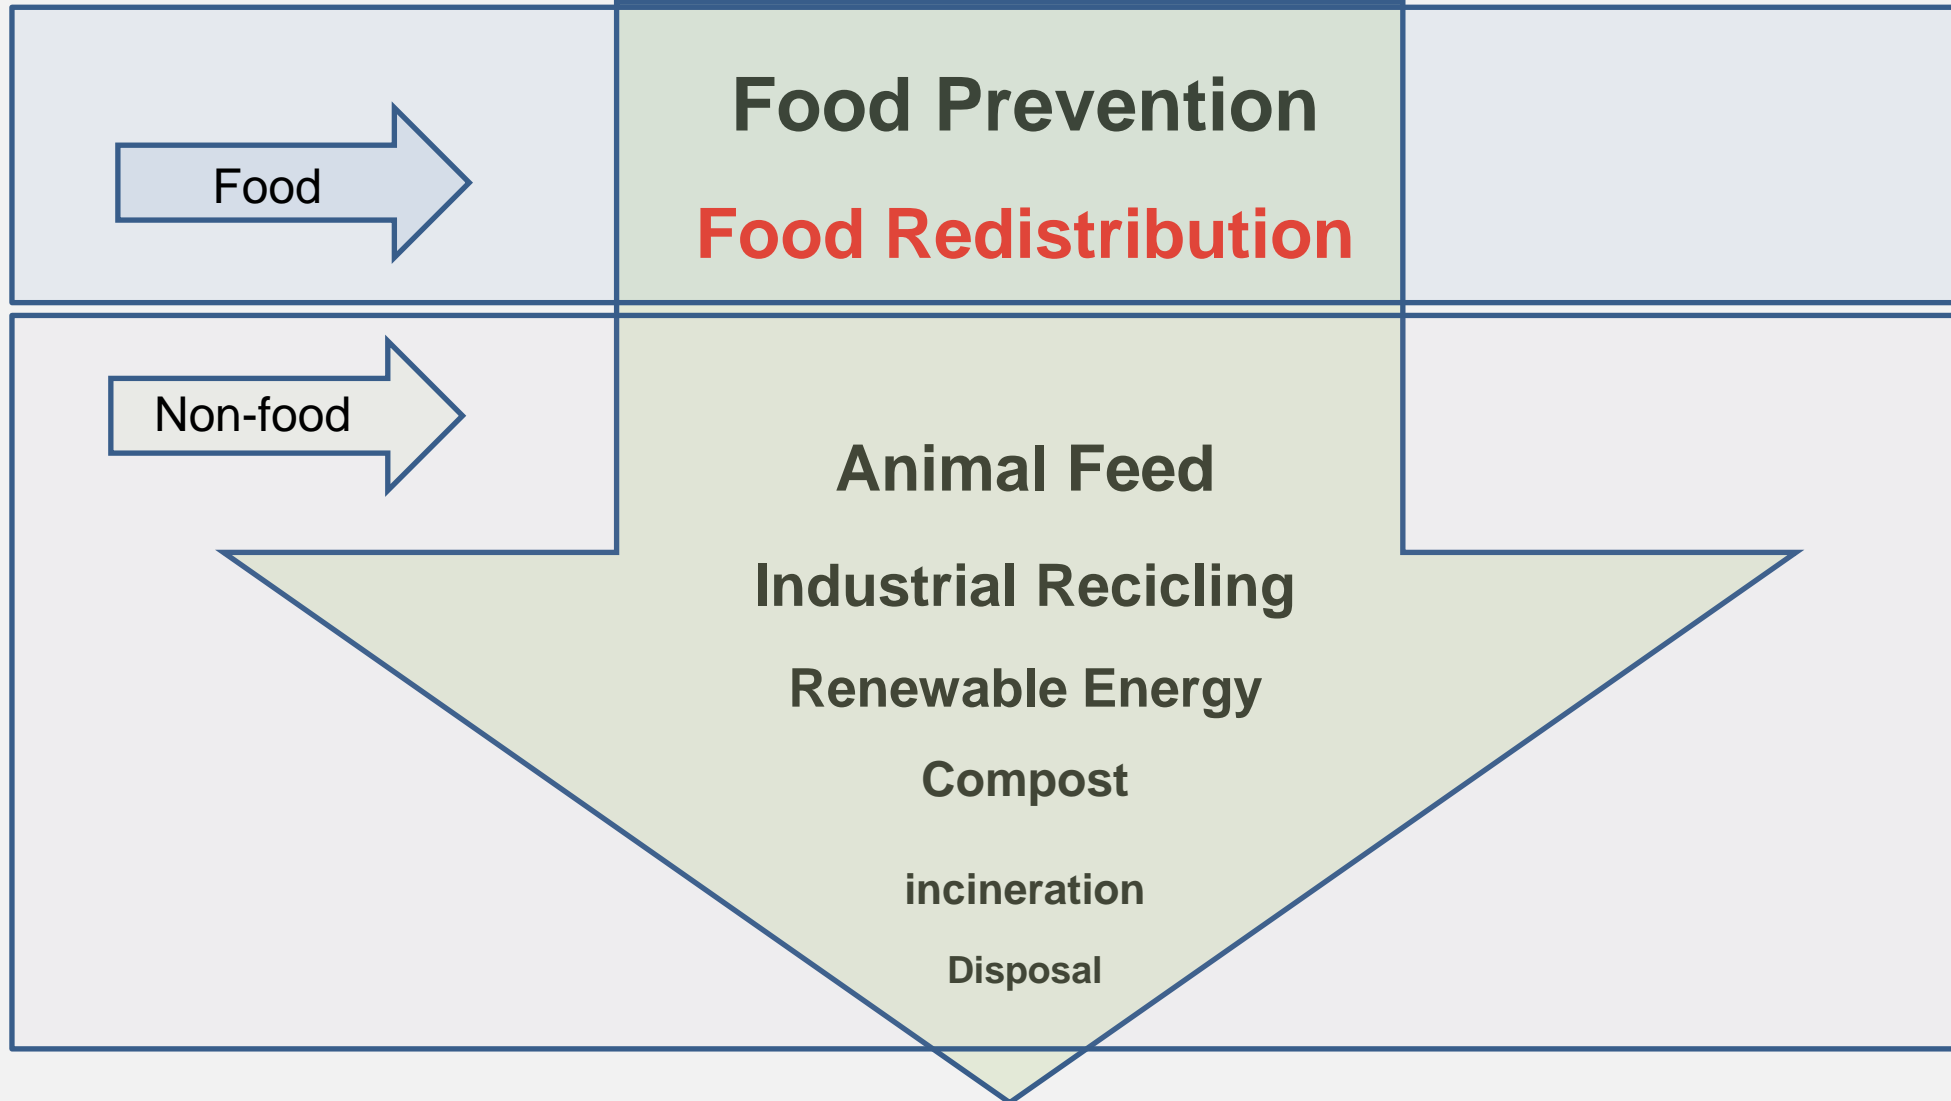 Food Prevention
Food
Food Redistribution
Non-food
Animal Feed
Industrial Recicling
Renewable Energy
Compost
incineration
Disposal